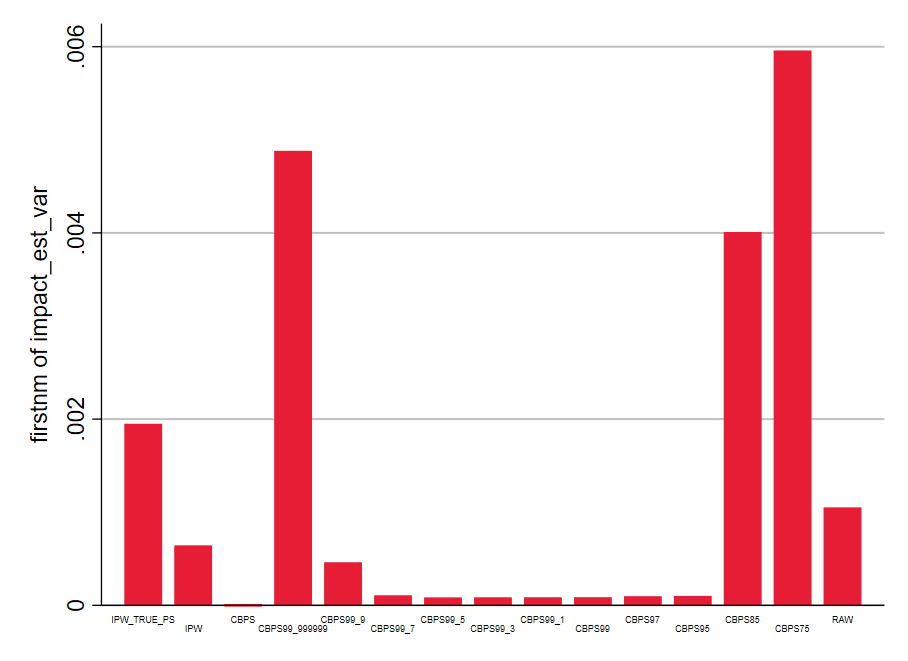 firstnm of impact_est_var
.006
.004
.002
0
IPW_TRUE_PS
IPW
CBPS
CBPS99_999999
CBPS99_9
CBPS99_7
CBPS99_5
CBPS99_3
CBPS99_1
CBPS99
CBPS97
CBPS95
CBPS85
CBPS75
RAW